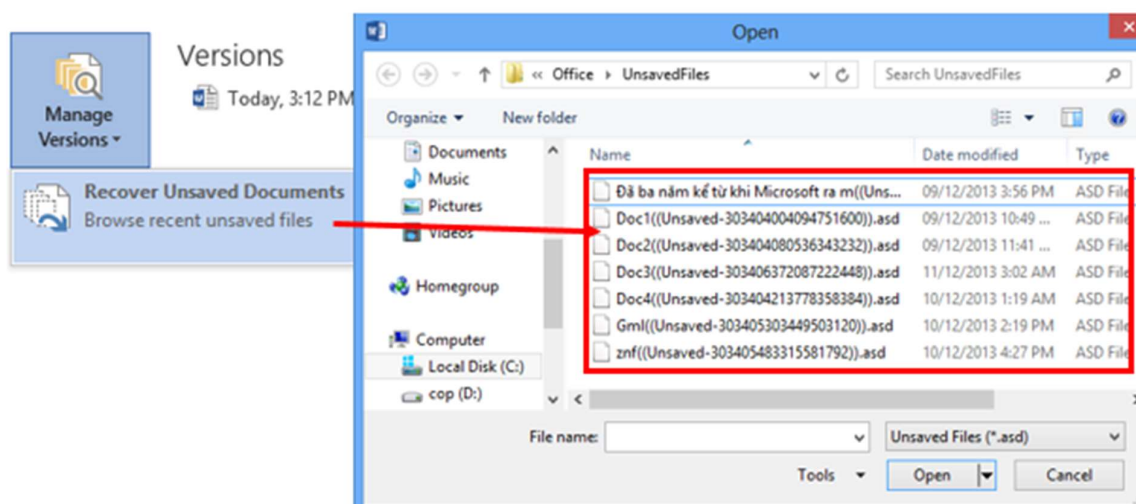 Versions
Today, 3:12 PM
Manage
Versions
Recover Unsaved Documents
Browse recent unsaved files
Open
« Office › UnsavedFiles
Search UnsavedFiles
Organize
New folder
Documents
Music
Pictures
Videos
Homegroup
Computer
Local Disk (C:)
cop (D:)
Name Date modified Type
Đã ba năm kể từ khi Microsoft ra m((Uns... 09/12/2013 3:56 PM ASD File
Doc1((Unsaved-303404004094751600)).asd 09/12/2013 10:49 ... ASD File
Doc2((Unsaved-303404080536343232)).asd 09/12/2013 11:41 ... ASD File
Doc3((Unsaved-303406372087222448)).asd 11/12/2013 3:02 AM ASD File
Doc4((Unsaved-303404213778358384)).asd 10/12/2013 1:19 AM ASD File
Gml((Unsaved-303405303449503120)).asd 10/12/2013 2:19 PM ASD File
znf((Unsaved-303405483315581792)).asd 10/12/2013 4:27 PM ASD File
File name:
Unsaved Files (*.asd)
Tools
Open
Cancel